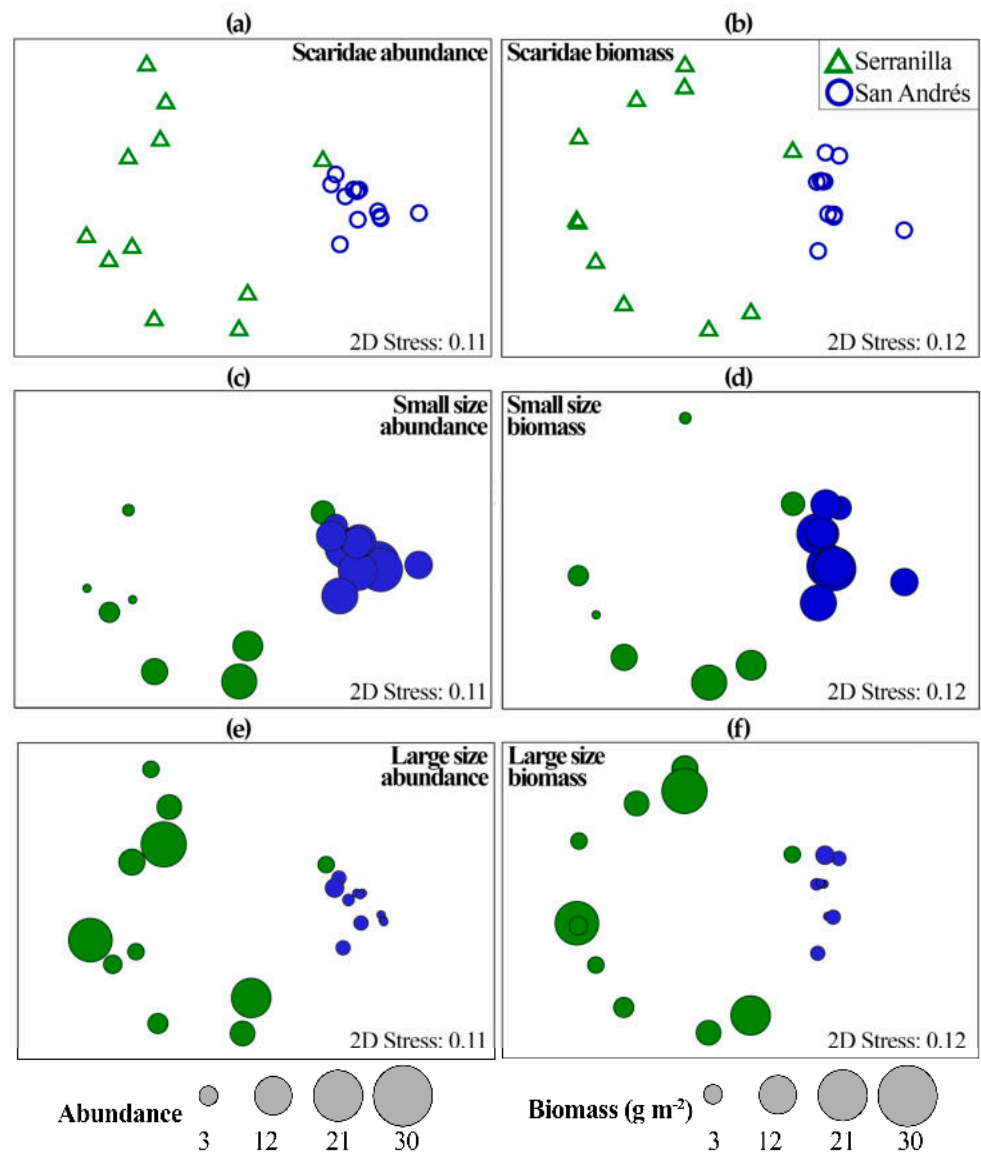 (a)
Scaridae abundance
2D Stress: 0.11
(b)
Scaridae biomass
Serranilla
San Andrés
2D Stress: 0.12
(c)
Small size
abundance
2D Stress: 0.11
(d)
Small size
biomass
2D Stress: 0.12
(e)
Large size
abundance
2D Stress: 0.11
(f)
Large size
biomass
2D Stress: 0.12
Abundance
3 12 21 30
Biomass (g m⁻²)
3 12 21 30